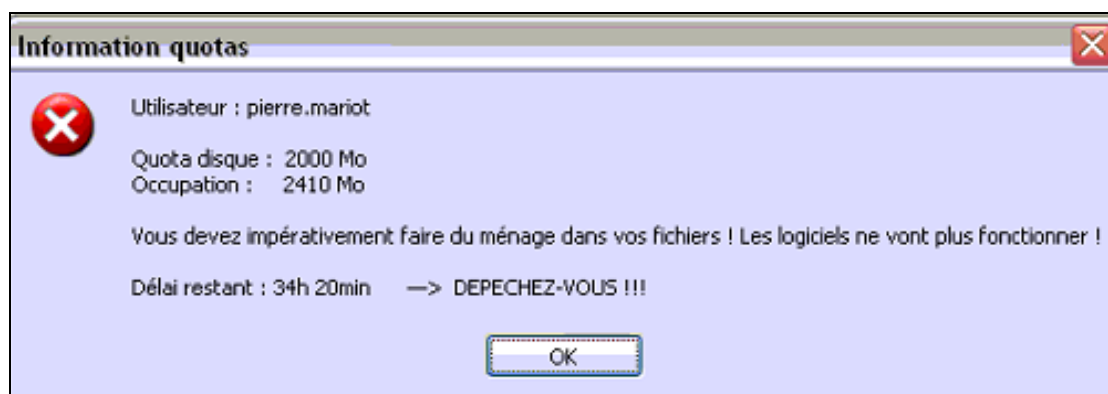 Information quotas
Utilisateur : pierre.mariot
Quota disque : 2000 Mo
Occupation : 2410 Mo
Vous devez impérativement faire du ménage dans vos fichiers ! Les logiciels ne vont plus fonctionner !
Délai restant : 34h 20min —> DEPECHEZ-VOUS !!!
OK